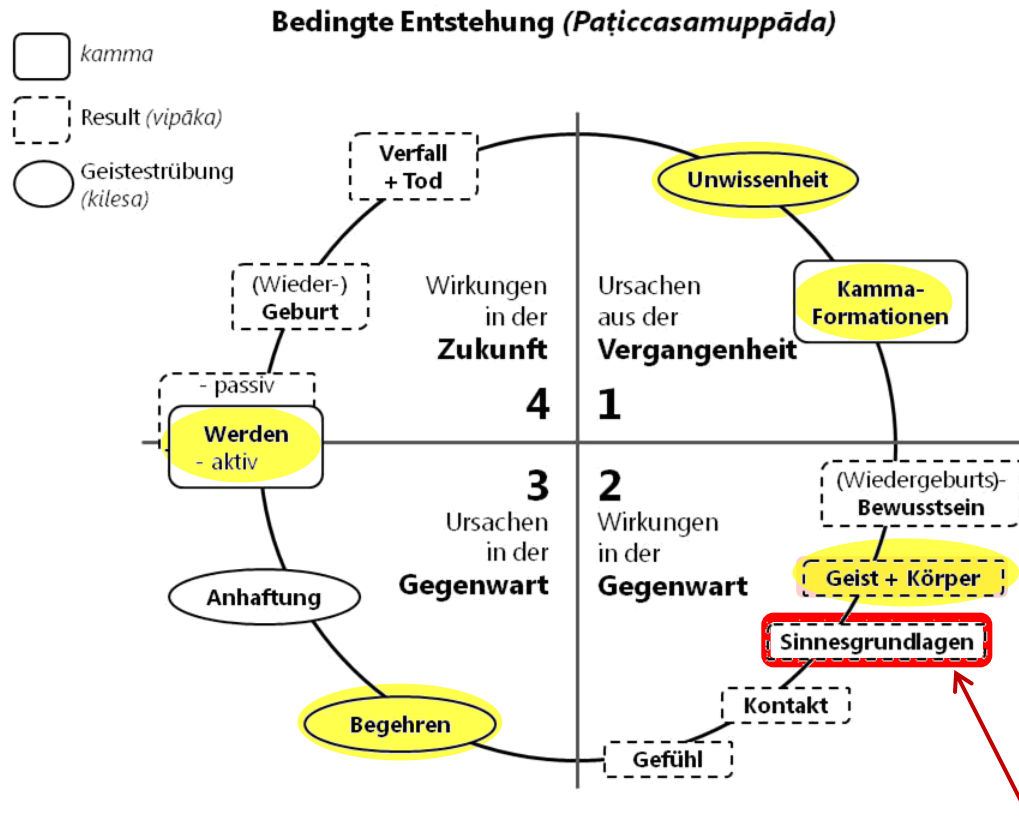 Bedingte Entstehung (Paṭiccasamuppāda)
kamma
Result (vipāka)
Geistestrübung
(kilesa)
Verfall
+ Tod
Unwissenheit
(Wieder-)
Geburt
Wirkungen
in der
Zukunft
4
Ursachen
aus der
Vergangenheit
1
Kamma-
Formationen
- passiv
Werden
- aktiv
3
Ursachen
in der
Gegenwart
2
Wirkungen
in der
Gegenwart
(Wiedergeburts)-
Bewusstsein
Geist + Körper
Anhaftung
Sinnesgrundlagen
Kontakt
Begehren
Gefühl